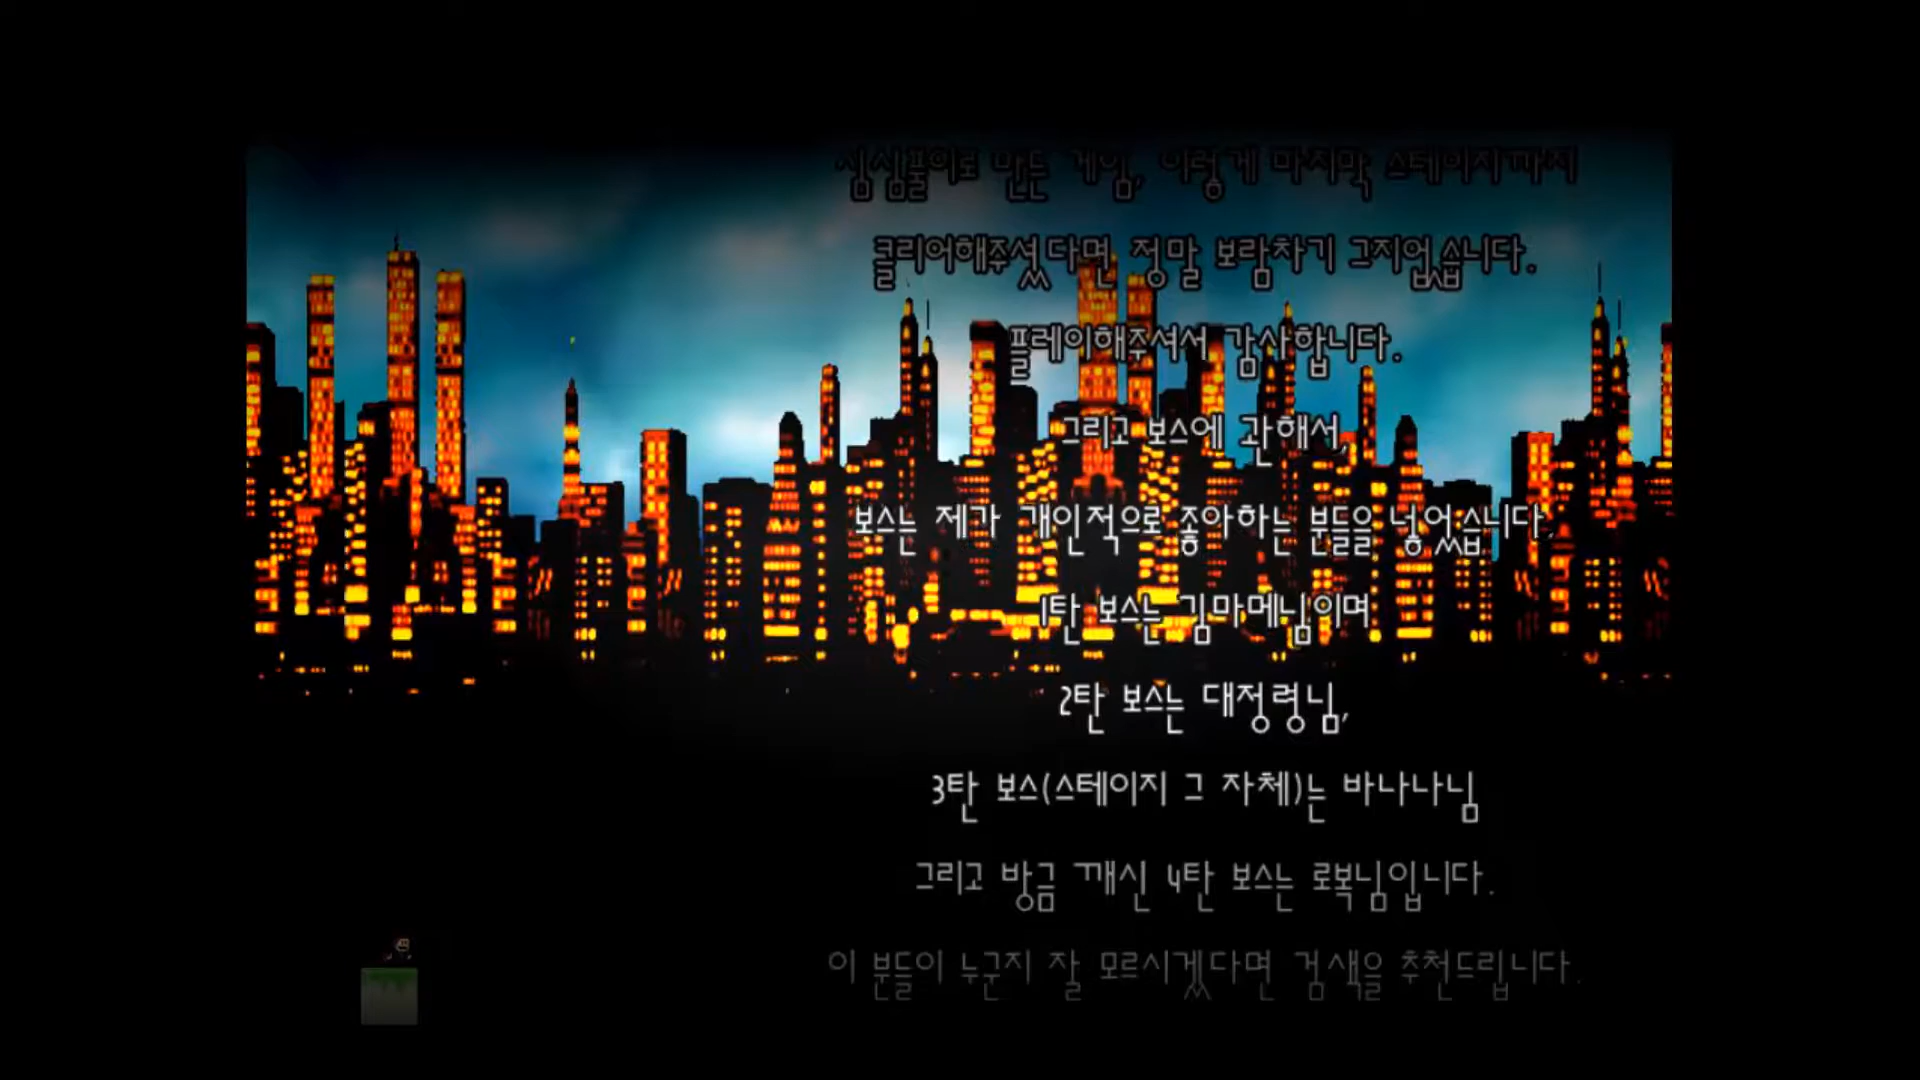 심심풀이로 만든 게임, 이렇게 마지막 스테이지까지
클리어해주셨다면 정말 보람차기 그지없습니다.
플레이해주셔서 감사합니다.
그리고 보스에 관해서,
보스는 제가 개인적으로 좋아하는 분들을 넣었습니다.
1탄 보스는 김마메님이며
2탄 보스는 대정령님,
3탄 보스(스테이지 그 자체)는 바나나님
그리고 방금 깨신 4탄 보스는 로복님입니다.
이 분들이 누군지 잘 모르시겠다면 검색을 추천드립니다.